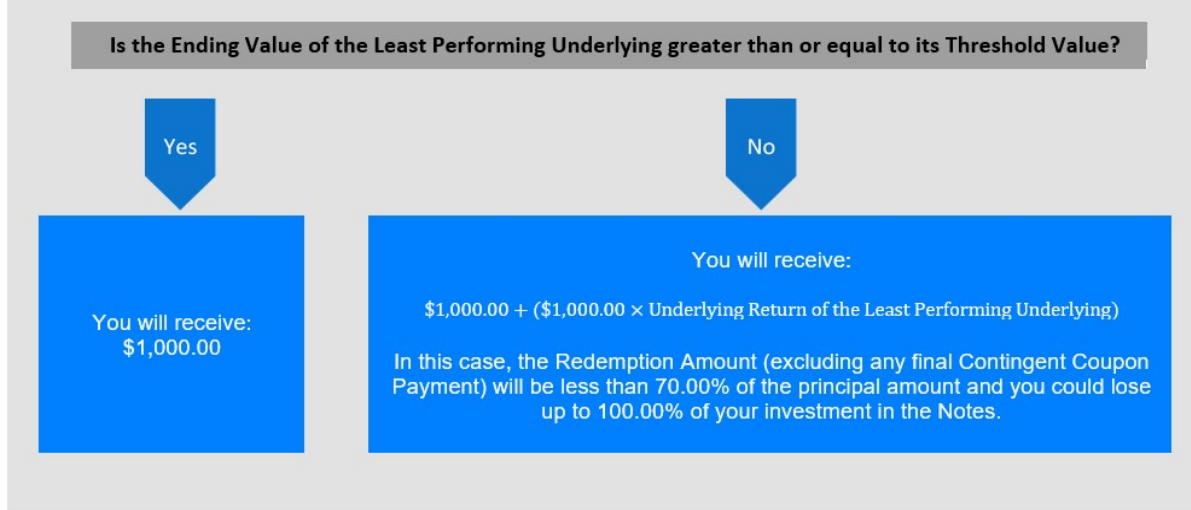 Is the Ending Value of the Least Performing Underlying greater than or equal to its Threshold Value?
Yes
No
You will receive:
$1,000.00
You will receive:
$1,000.00 + ($1,000.00 × Underlying Return of the Least Performing Underlying)
In this case, the Redemption Amount (excluding any final Contingent Coupon
Payment) will be less than 70.00% of the principal amount and you could lose
up to 100.00% of your investment in the Notes.